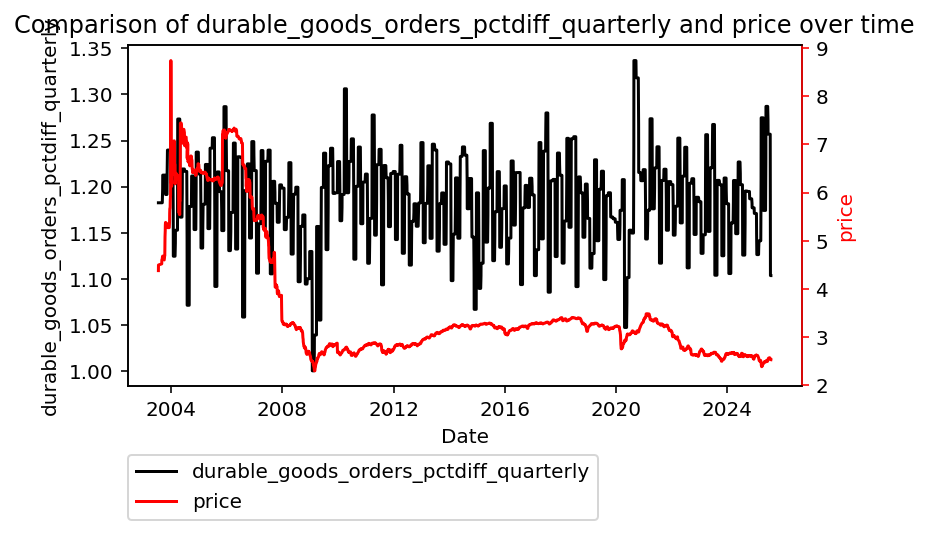 Comparison of durable_goods_orders_pctdiff_quarterly and price over time
durable_goods_orders_pctdiff_quarterly
1.35
1.30
1.25
1.20
1.15
1.10
1.05
1.00
9
8
7
6
5
4
3
2
price
2004 2008 2012 2016 2020 2024
Date
durable_goods_orders_pctdiff_quarterly
price